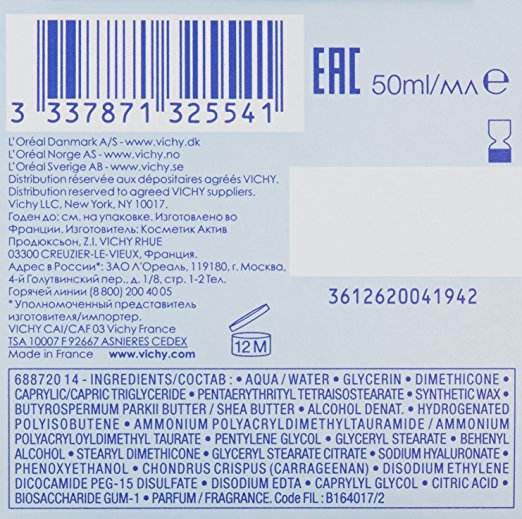 3 337871 325541
EAC 50ml/мл ℮
L'Oréal Danmark A/S - www.vichy.dk
L'Oréal Norge AS - www.vichy.no
L'Oréal Sverige AB - www.vichy.se
Distribution réservée aux dépositaires agréés VICHY.
Distribution reserved to agreed VICHY suppliers.
Vichy LLC, New York, NY 10017.
Годен до: см. на упаковке. Изготовлено во
Франции. Изготовитель: Косметик Актив
Продюксьон, Z.I. VICHY RHUE
03300 CREUZIER-LE-VIEUX, Франция.
Адрес в России*: ЗАО Л'Ореаль, 119180, г. Москва,
4-й Голутвинский пер., д. 1/8, стр. 1-2 Тел.
Горячей линии (8 800) 200 40 05
*Уполномоченный представитель
изготовителя/импортер.
VICHY CAI/CAF 03 Vichy France
TSA 10007 F 92667 ASNIERES CEDEX
Made in France www.vichy.com
12 M
3612620041942
688720 14 - INGREDIENTS/СОСТАВ : • AQUA / WATER • GLYCERIN • DIMETHICONE •
CAPRYLIC/CAPRIC TRIGLYCERIDE • PENTAERYTHRITYL TETRAISOSTEARATE • SYNTHETIC WAX •
BUTYROSPERMUM PARKII BUTTER / SHEA BUTTER • ALCOHOL DENAT. • HYDROGENATED
POLYISOBUTENE • AMMONIUM POLYACRYLDIMETHYLTAURAMIDE / AMMONIUM
POLYACRYLOYLDIMETHYL TAURATE • PENTYLENE GLYCOL • GLYCERYL STEARATE • BEHENYL
ALCOHOL • STEARYL DIMETHICONE • GLYCERYL STEARATE CITRATE • SODIUM HYALURONATE •
PHENOXYETHANOL • CHONDRUS CRISPUS (CARRAGEENAN) • DISODIUM ETHYLENE
DICOCAMIDE PEG-15 DISULFATE • DISODIUM EDTA • CAPRYLYL GLYCOL • CITRIC ACID •
BIOSACCHARIDE GUM-1 • PARFUM / FRAGRANCE. Code FIL : B164017/2